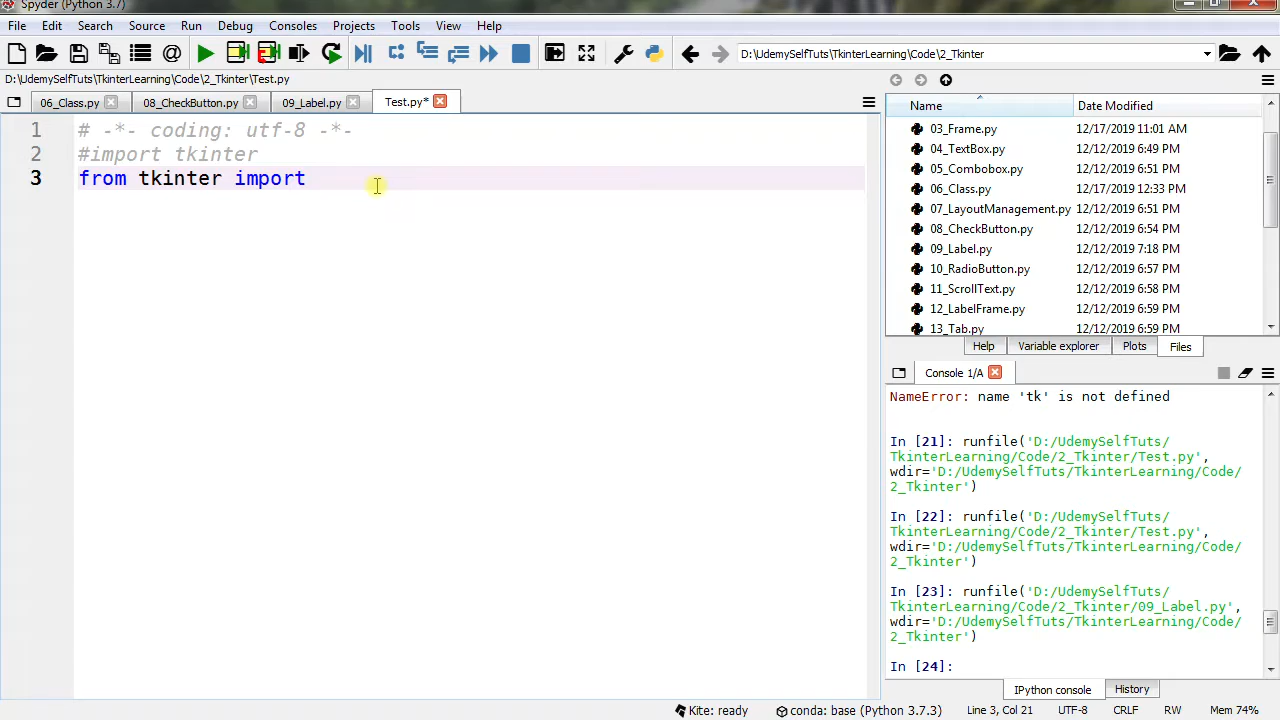 Spyder (Python 3.7)
File Edit Search Source Run Debug Consoles Projects Tools View Help
D:\UdemySelfTuts\TkinterLearning\Code\2_Tkinter
D:\UdemySelfTuts\TkinterLearning\Code\2_Tkinter\Test.py
06_Class.py 08_CheckButton.py 09_Label.py Test.py*
1 # -*- coding: utf-8 -*-
2 #import tkinter
3 from tkinter import
Name Date Modified
03_Frame.py 12/17/2019 11:01 AM
04_TextBox.py 12/12/2019 6:49 PM
05_Combobox.py 12/12/2019 6:51 PM
06_Class.py 12/17/2019 12:33 PM
07_LayoutManagement.py 12/12/2019 6:51 PM
08_CheckButton.py 12/12/2019 6:54 PM
09_Label.py 12/12/2019 7:18 PM
10_RadioButton.py 12/12/2019 6:57 PM
11_ScrollText.py 12/12/2019 6:58 PM
12_LabelFrame.py 12/12/2019 6:59 PM
13_Tab.py 12/12/2019 6:59 PM
Help Variable explorer Plots Files
Console 1/A
NameError: name 'tk' is not defined
In [21]: runfile('D:/UdemySelfTuts/
TkinterLearning/Code/2_Tkinter/Test.py',
wdir='D:/UdemySelfTuts/TkinterLearning/Code/
2_Tkinter')
In [22]: runfile('D:/UdemySelfTuts/
TkinterLearning/Code/2_Tkinter/Test.py',
wdir='D:/UdemySelfTuts/TkinterLearning/Code/
2_Tkinter')
In [23]: runfile('D:/UdemySelfTuts/
TkinterLearning/Code/2_Tkinter/09_Label.py',
wdir='D:/UdemySelfTuts/TkinterLearning/Code/
2_Tkinter')
In [24]:
IPython console History
Kite: ready conda: base (Python 3.7.3) Line 3, Col 21 UTF-8 CRLF RW Mem 74%